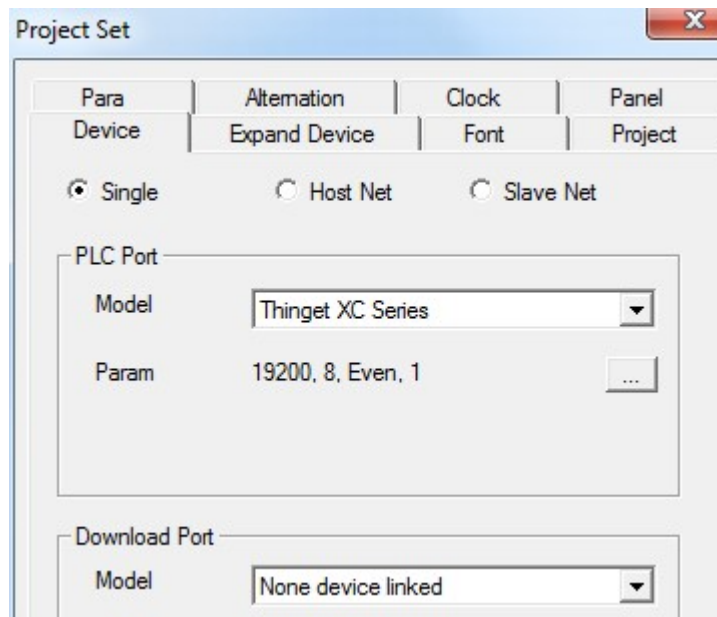 Project Set
Para Alternation Clock Panel
Device Expand Device Font Project
Single Host Net Slave Net
PLC Port
Model Thinget XC Series
Param 19200, 8, Even, 1 ...
Download Port
Model None device linked